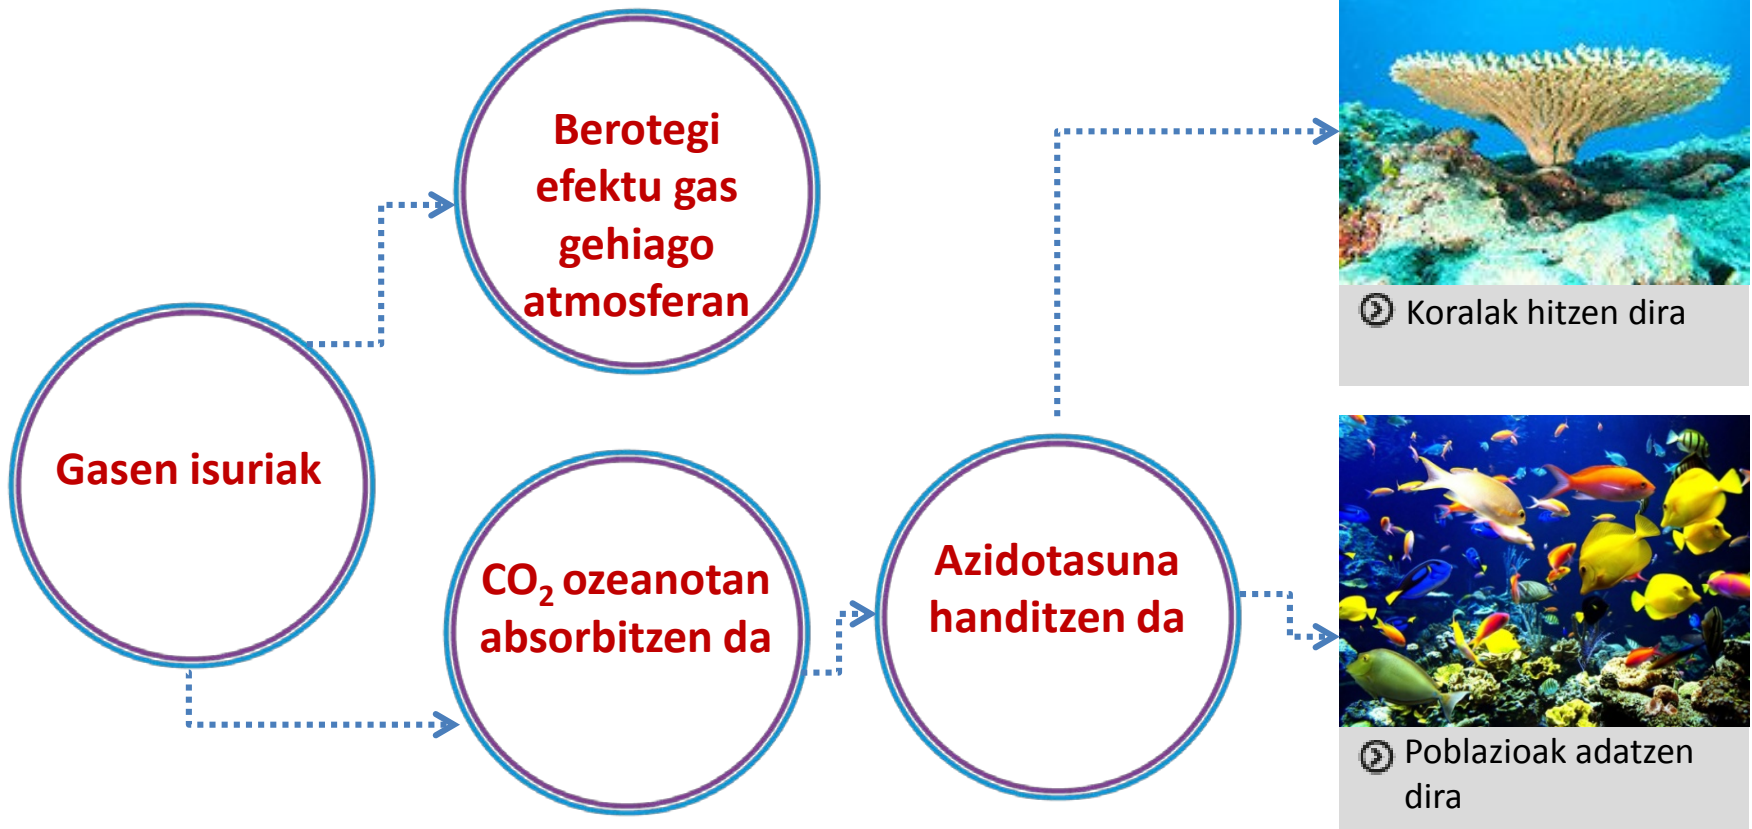 Berotegi
efektu gas
gehiago
atmosferan
Gasen isuriak
CO₂ ozeanotan
absorbitzen da
Azidotasuna
handitzen da
Koralak hitzen dira
Poblazioak adatzen
dira